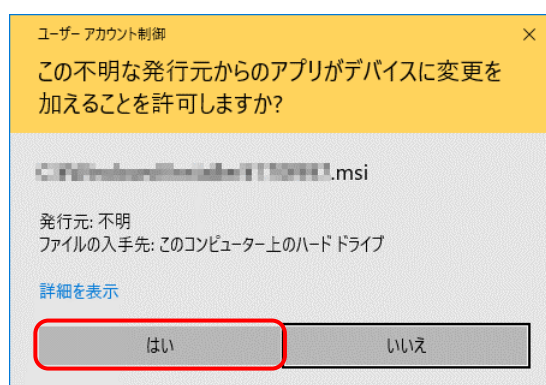 ユーザー アカウント制御
この不明な発行元からのアプリがデバイスに変更を
加えることを許可しますか?
.msi
発行元: 不明
ファイルの入手先: このコンピューター上のハード ドライブ
詳細を表示
はい
いいえ